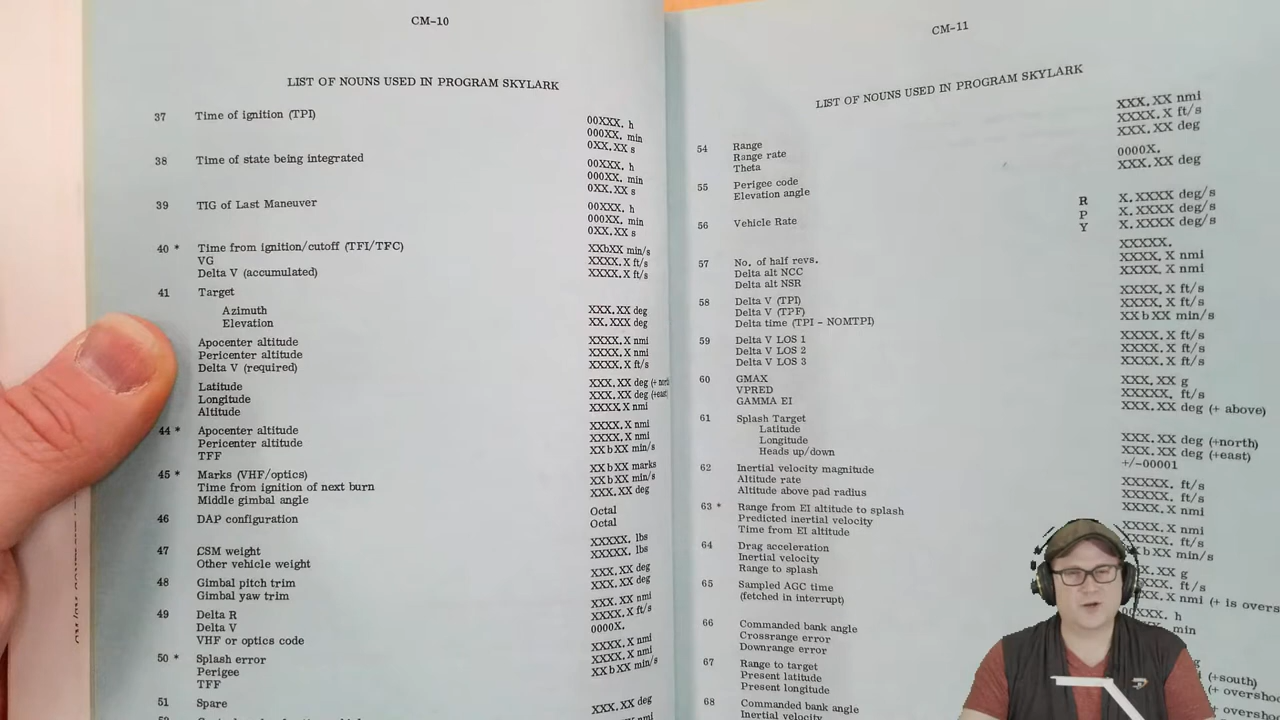 CM-10
LIST OF NOUNS USED IN PROGRAM SKYLARK
37 Time of ignition (TPI) 00XXX. h
000XX. min
0XX.XX s
38 Time of state being integrated 00XXX. h
000XX. min
0XX.XX s
39 TIG of Last Maneuver 00XXX. h
000XX. min
0XX.XX s
40 * Time from ignition/cutoff (TFI/TFC) XXbXX min/s
VG XXXX.X ft/s
Delta V (accumulated) XXXX.X ft/s
41 Target
Azimuth XXX.XX deg
Elevation XX.XXX deg
Apocenter altitude XXXX.X nmi
Pericenter altitude XXXX.X nmi
Delta V (required) XXXX.X ft/s
Latitude XXX.XX deg (+
Longitude XXX.XX deg (+east)
Altitude XXXX.X nmi
44 * Apocenter altitude XXXX.X nmi
Pericenter altitude XXXX.X nmi
TFF XXbXX min/s
45 * Marks (VHF/optics) XXbXX marks
Time from ignition of next burn XXbXX min/s
Middle gimbal angle XXX.XX deg
46 DAP configuration Octal
Octal
47 CSM weight XXXXX. lbs
Other vehicle weight XXXXX. lbs
48 Gimbal pitch trim XXX.XX deg
Gimbal yaw trim XXX.XX deg
49 Delta R XXXX.XX nmi
Delta V XXXX.X ft/s
VHF or optics code 0000X.
50 * Splash error XXXX.X nmi
Perigee XXXX.X nmi
TFF XXbXX min/s
51 Spare
XXX.XX deg
CM-11
LIST OF NOUNS USED IN PROGRAM SKYLARK
54 Range XXX.XX nmi
Range rate XXXX.X ft/s
Theta XXX.XX deg
55 Perigee code 0000X.
Elevation angle XXX.XX deg
56 Vehicle Rate R X.XXXX deg/s
P X.XXXX deg/s
Y X.XXXX deg/s
57 No. of half revs. XXXXX.
Delta alt NCC XXXX.X nmi
Delta alt NSR XXXX.X nmi
58 Delta V (TPI) XXXX.X ft/s
Delta V (TPF) XXXX.X ft/s
Delta time (TPI - NOMTPI) XXbXX min/s
59 Delta V LOS 1 XXXX.X ft/s
Delta V LOS 2 XXXX.X ft/s
Delta V LOS 3 XXXX.X ft/s
60 GMAX XXX.XX g
VPRED XXXXX. ft/s
GAMMA EI XXX.XX deg (+ above)
61 Splash Target
Latitude XXX.XX deg (+north)
Longitude XXX.XX deg (+east)
Heads up/down +/-00001
62 Inertial velocity magnitude XXXXX. ft/s
Altitude rate XXXXX. ft/s
Altitude above pad radius XXXX.X nmi
63 * Range from EI altitude to splash XXXX.X nmi
Predicted inertial velocity XXXXX. ft/s
Time from EI altitude bXX min/s
64 Drag acceleration XX.XX g
Inertial velocity XXXX. ft/s
Range to splash XXX.X nmi (+ is overs
65 Sampled AGC time 00XXX. h
(fetched in interrupt) min
66 Commanded bank angle
Crossrange error (+south)
Downrange error (+ oversho
67 Range to target
Present latitude
Present longitude
68 Commanded bank angle
Inertial velocity